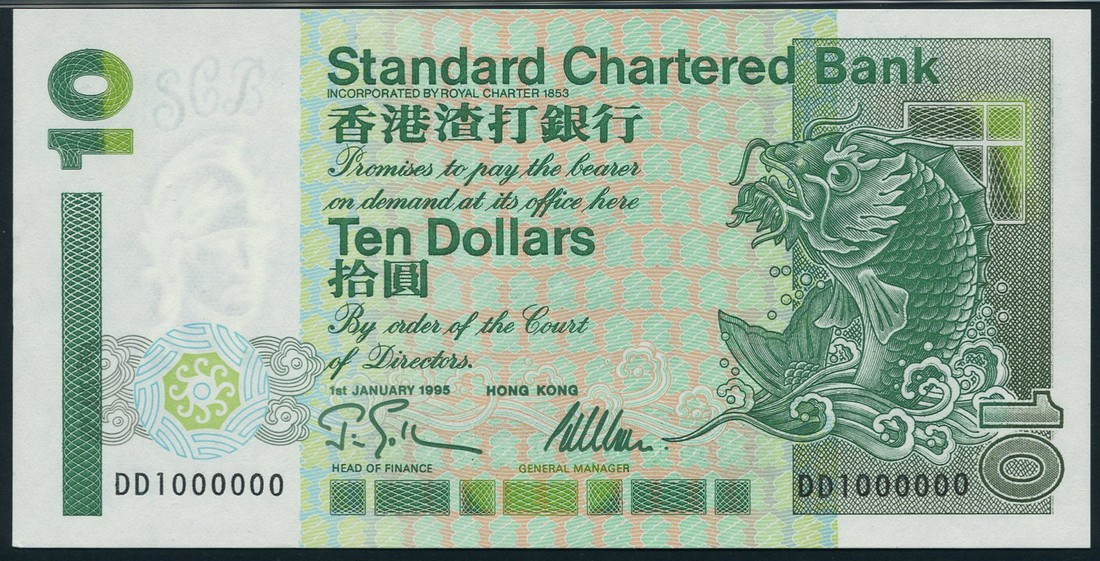 10
SCB
Standard Chartered Bank
INCORPORATED BY ROYAL CHARTER 1853
香港渣打銀行
Promises to pay the bearer
on demand at its office here
Ten Dollars
拾圓
By order of the Court
of Directors.
1st JANUARY 1995 HONG KONG
HEAD OF FINANCE GENERAL MANAGER
DD1000000 DD1000000
10